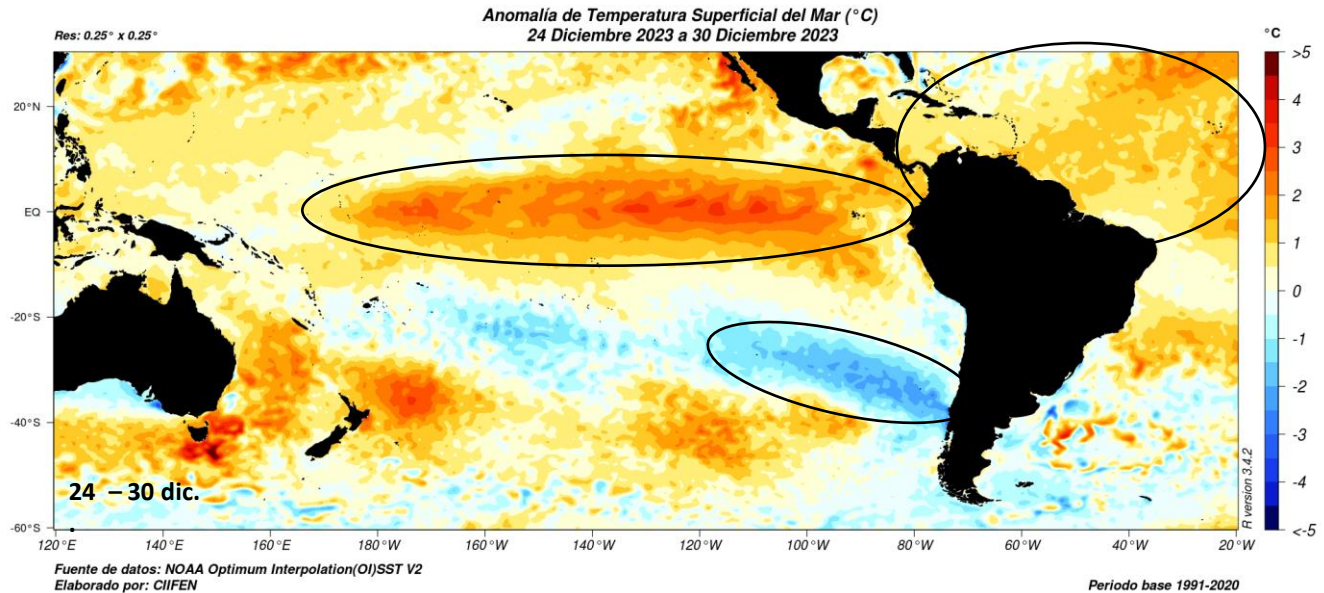 Anomalía de Temperatura Superficial del Mar (°C)
24 Diciembre 2023 a 30 Diciembre 2023
Res: 0.25° x 0.25°
°C
>5
4
3
2
1
0
-1
-2
-3
-4
<-5
20°N
EQ
-20°S
-40°S
-60°S
24 – 30 dic.
.
R version 3.4.2
120°E 140°E 160°E 180°W 160°W 140°W 120°W 100°W 80°W 60°W 40°W 20°W
Fuente de datos: NOAA Optimum Interpolation(OI)SST V2
Elaborado por: CIIFEN
Periodo base 1991-2020